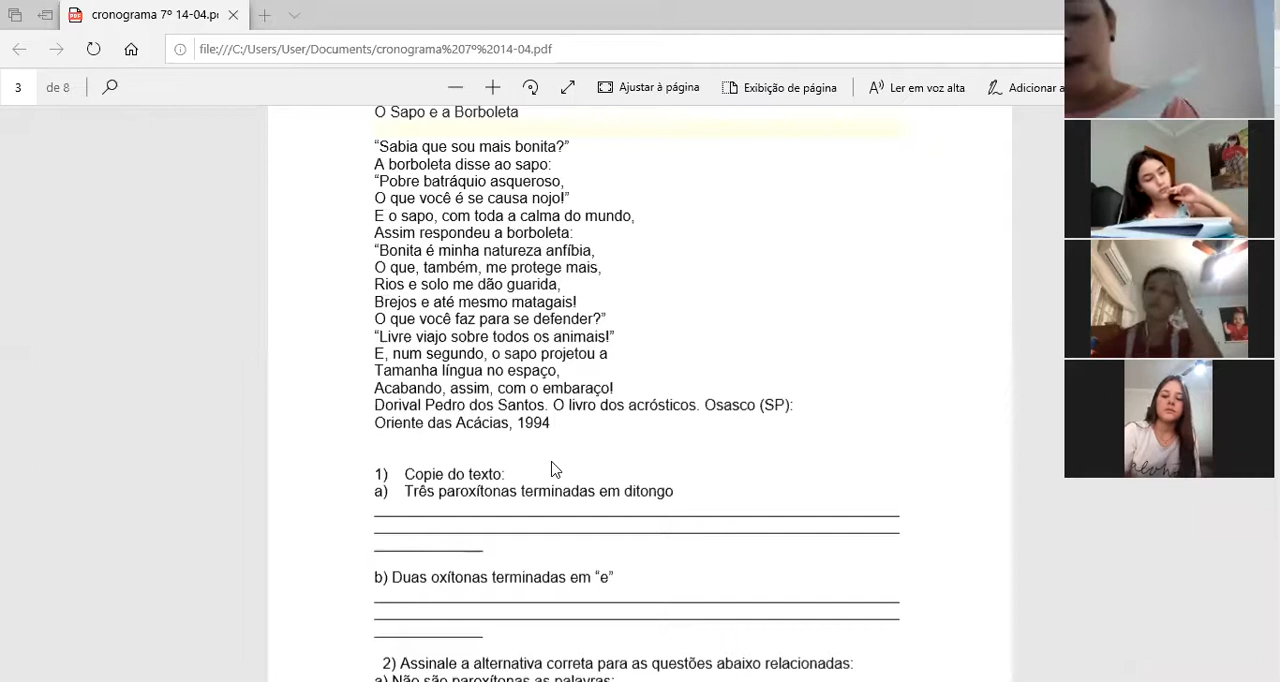 cronograma 7º 14-04.p
file:///C:/Users/User/Documents/cronograma%207º%2014-04.pdf
3 de 8
Ajustar à página
Exibição de página
Ler em voz alta
Adicionar a
O Sapo e a Borboleta
“Sabia que sou mais bonita?”
A borboleta disse ao sapo:
“Pobre batráquio asqueroso,
O que você é se causa nojo!”
E o sapo, com toda a calma do mundo,
Assim respondeu a borboleta:
“Bonita é minha natureza anfíbia,
O que, também, me protege mais,
Rios e solo me dão guarida,
Brejos e até mesmo matagais!
O que você faz para se defender?”
“Livre viajo sobre todos os animais!”
E, num segundo, o sapo projetou a
Tamanha língua no espaço,
Acabando, assim, com o embaraço!
Dorival Pedro dos Santos. O livro dos acrósticos. Osasco (SP):
Oriente das Acácias, 1994
1) Copie do texto:
a) Três paroxítonas terminadas em ditongo
b) Duas oxítonas terminadas em “e”
2) Assinale a alternativa correta para as questões abaixo relacionadas:
a) Não são paroxítonas as palavras: